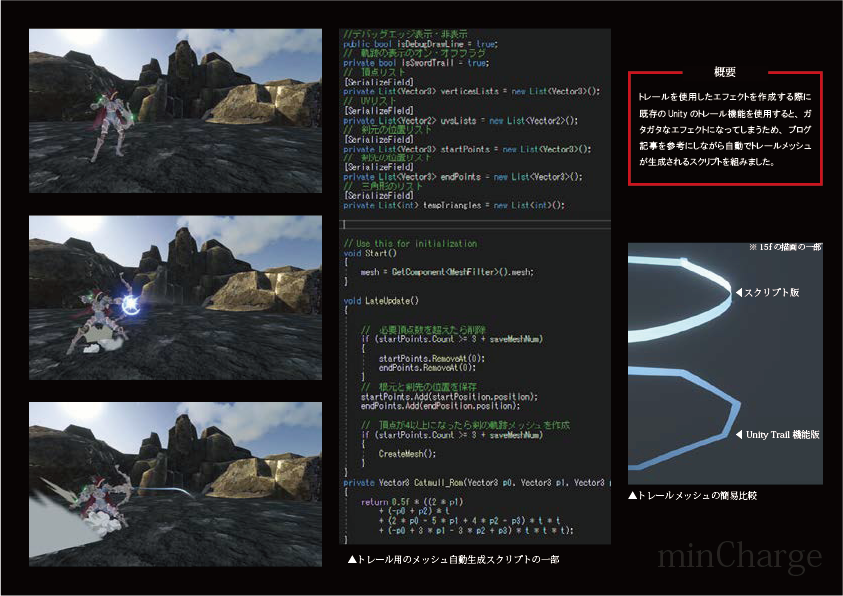 //デバッグエッジ表示・非表示
public bool isDebugDrawLine = true;
// 軌跡の表示のオン・オフフラグ
private bool isSwordTrail = true;
// 頂点リスト
[SerializeField]
private List<Vector3> verticesLists = new List<Vector3>();
// UVリスト
[SerializeField]
private List<Vector2> uvsLists = new List<Vector2>();
// 剣元の位置リスト
[SerializeField]
private List<Vector3> startPoints = new List<Vector3>();
// 剣先の位置リスト
[SerializeField]
private List<Vector3> endPoints = new List<Vector3>();
// 三角形のリスト
[SerializeField]
private List<int> tempTriangles = new List<int>();
// Use this for initialization
void Start()
{
mesh = GetComponent<MeshFilter>().mesh;
}
void LateUpdate()
{
// 必要頂点数を超えたら削除
if (startPoints.Count >= 3 + saveMeshNum)
{
startPoints.RemoveAt(0);
endPoints.RemoveAt(0);
}
// 根元と剣先の位置を保存
startPoints.Add(startPosition.position);
endPoints.Add(endPosition.position);
// 頂点が4以上になったら剣の軌跡メッシュを作成
if (startPoints.Count >= 3 + saveMeshNum)
{
CreateMesh();
}
}
private Vector3 Catmull_Rom(Vector3 p0, Vector3 p1, Vector3 p
{
return 0.5f * ((2 * p1)
+ (-p0 + p2) * t
+ (2 * p0 - 5 * p1 + 4 * p2 - p3) * t * t
+ (-p0 + 3 * p1 - 3 * p2 + p3) * t * t * t);
}
▲トレール用のメッシュ自動生成スクリプトの一部
概要
トレールを使用したエフェクトを作成する際に
既存の Unity のトレール機能を使用すると、ガ
タガタなエフェクトになってしまうため、ブログ
記事を参考にしながら自動でトレールメッシュ
が生成されるスクリプトを組みました。
※ 15f の描画の一部
◀スクリプト版
◀ Unity Trail 機能版
▲トレールメッシュの簡易比較
minCharge